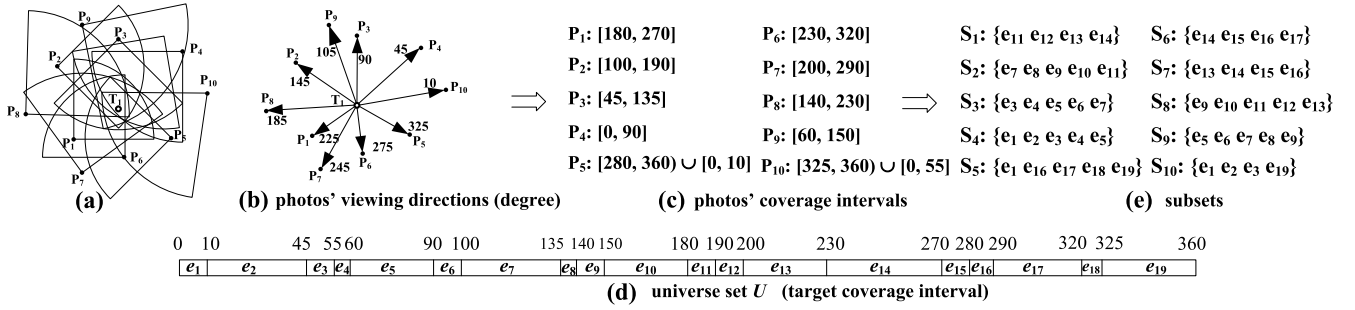 P9
P3
P4
P2
P10
T1
P8
P1
P5
P6
P7
(a)
P9
P3
P2
105
90
45
P4
145
10
P10
T1
P8
185
P1
225
325
P5
275
P6
245
P7
(b) photos' viewing directions (degree)
P1: [180, 270] P6: [230, 320]
P2: [100, 190] P7: [200, 290]
P3: [45, 135] P8: [140, 230]
P4: [0, 90] P9: [60, 150]
P5: [280, 360) ∪ [0, 10] P10: [325, 360) ∪ [0, 55]
(c) photos' coverage intervals
S1: {e11 e12 e13 e14} S6: {e14 e15 e16 e17}
S2: {e7 e8 e9 e10 e11} S7: {e13 e14 e15 e16}
S3: {e3 e4 e5 e6 e7} S8: {e9 e10 e11 e12 e13}
S4: {e1 e2 e3 e4 e5} S9: {e5 e6 e7 e8 e9}
S5: {e1 e16 e17 e18 e19} S10: {e1 e2 e3 e19}
(e) subsets
0 10 45 55 60 90 100 135 140 150 180 190 200 230 270 280 290 320 325 360
e1 e2 e3 e4 e5 e6 e7 e8 e9 e10 e11 e12 e13 e14 e15 e16 e17 e18 e19
(d) universe set U (target coverage interval)